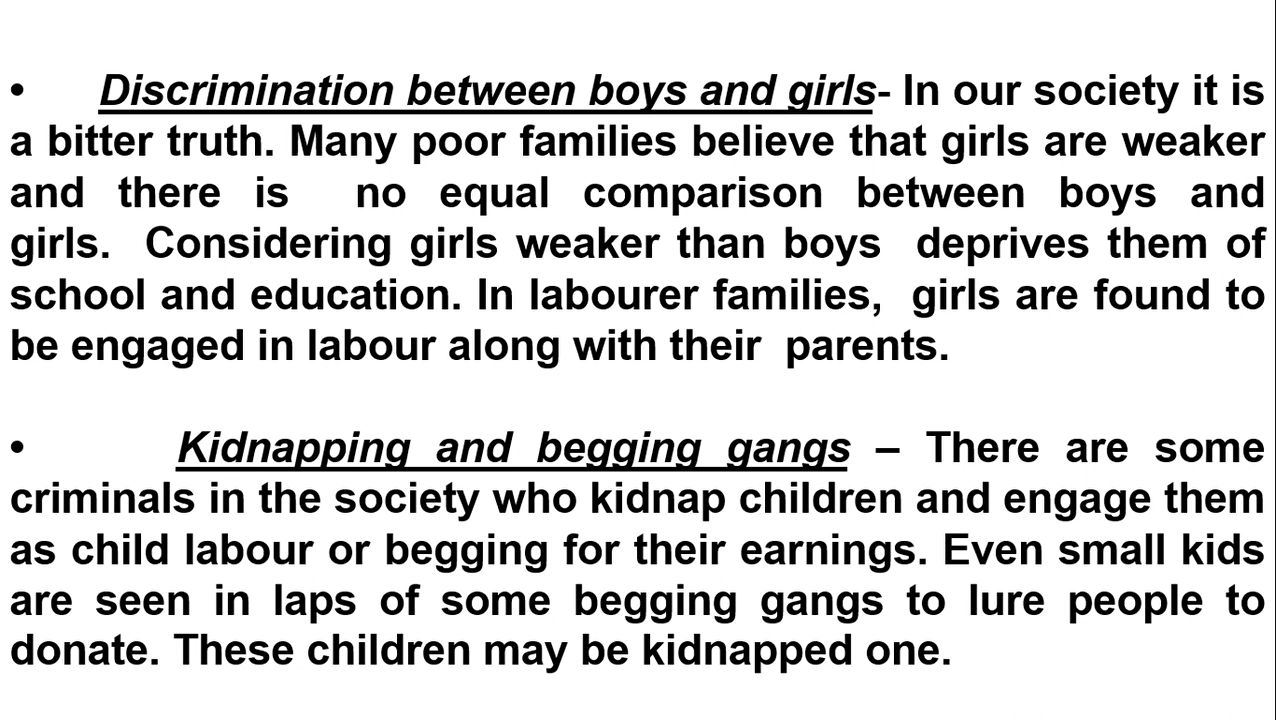 • Discrimination between boys and girls- In our society it is
a bitter truth. Many poor families believe that girls are weaker
and there is no equal comparison between boys and
girls. Considering girls weaker than boys deprives them of
school and education. In labourer families, girls are found to
be engaged in labour along with their parents.
• Kidnapping and begging gangs – There are some
criminals in the society who kidnap children and engage them
as child labour or begging for their earnings. Even small kids
are seen in laps of some begging gangs to lure people to
donate. These children may be kidnapped one.